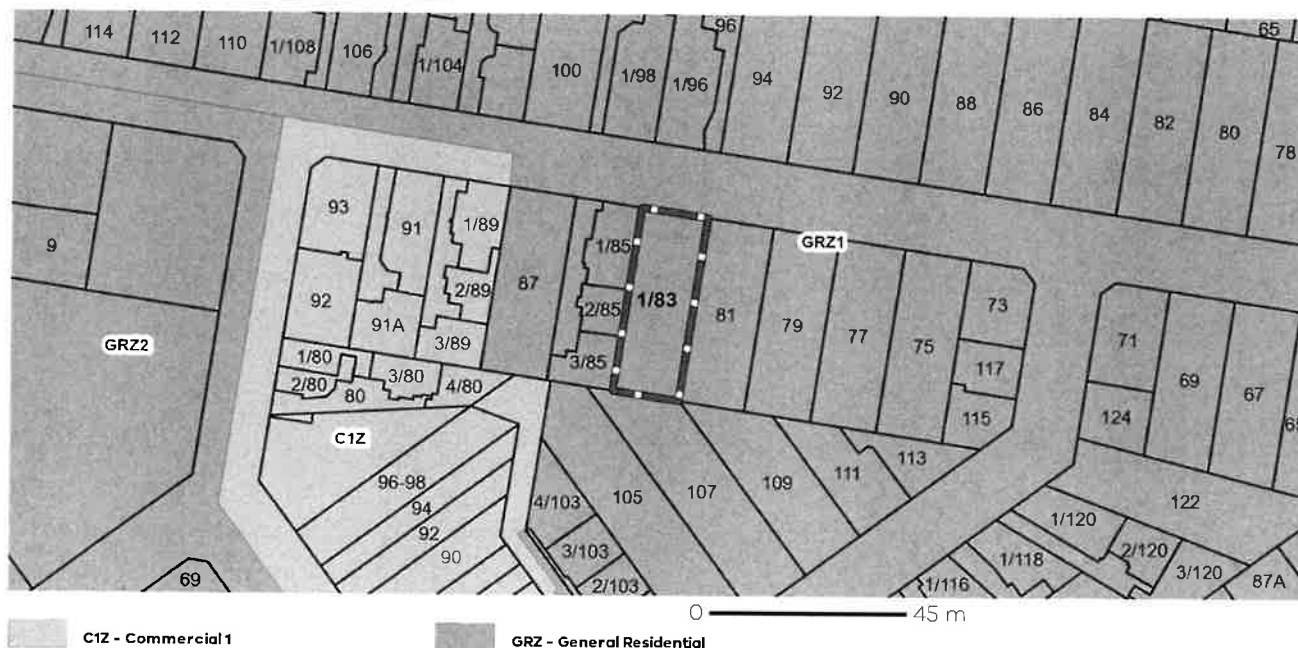 114 112 110 1/108 106 1/104 100 1/98 1/96 96 94 92 90 88 86 84 82 65 80 78
93 91 1/89 87 1/85 1/83 81 GRZ1 79 77 75 73
9 GRZ2 92 91A 2/89 3/89 2/85 3/85 117 115 71 69 67
1/80 2/80 80 3/80 4/80 124
C1Z 96-98 94 92 90 4/103 3/103 2/103 105 107 109 111 113 122
69 1/116 1/118 1/120 2/120 3/120 87A
0 45 m
C1Z - Commercial 1 GRZ - General Residential